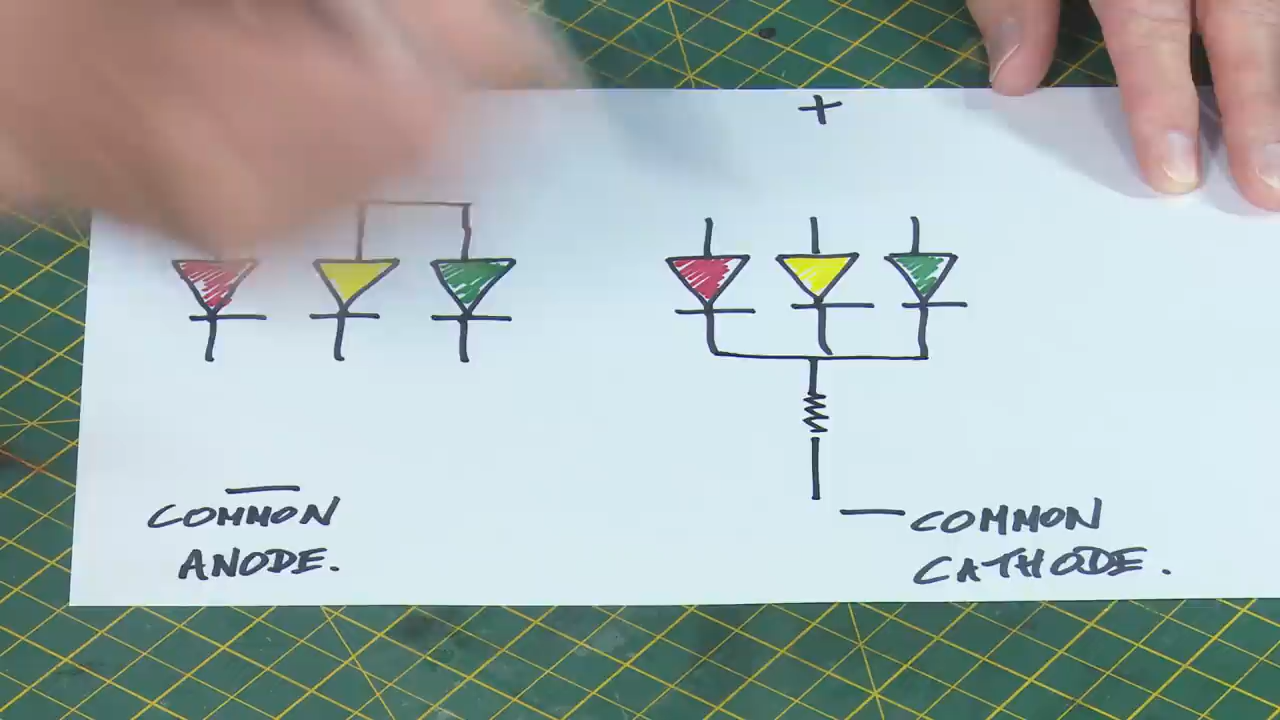 +
COMMON
ANODE.
— COMMON
CATHODE.